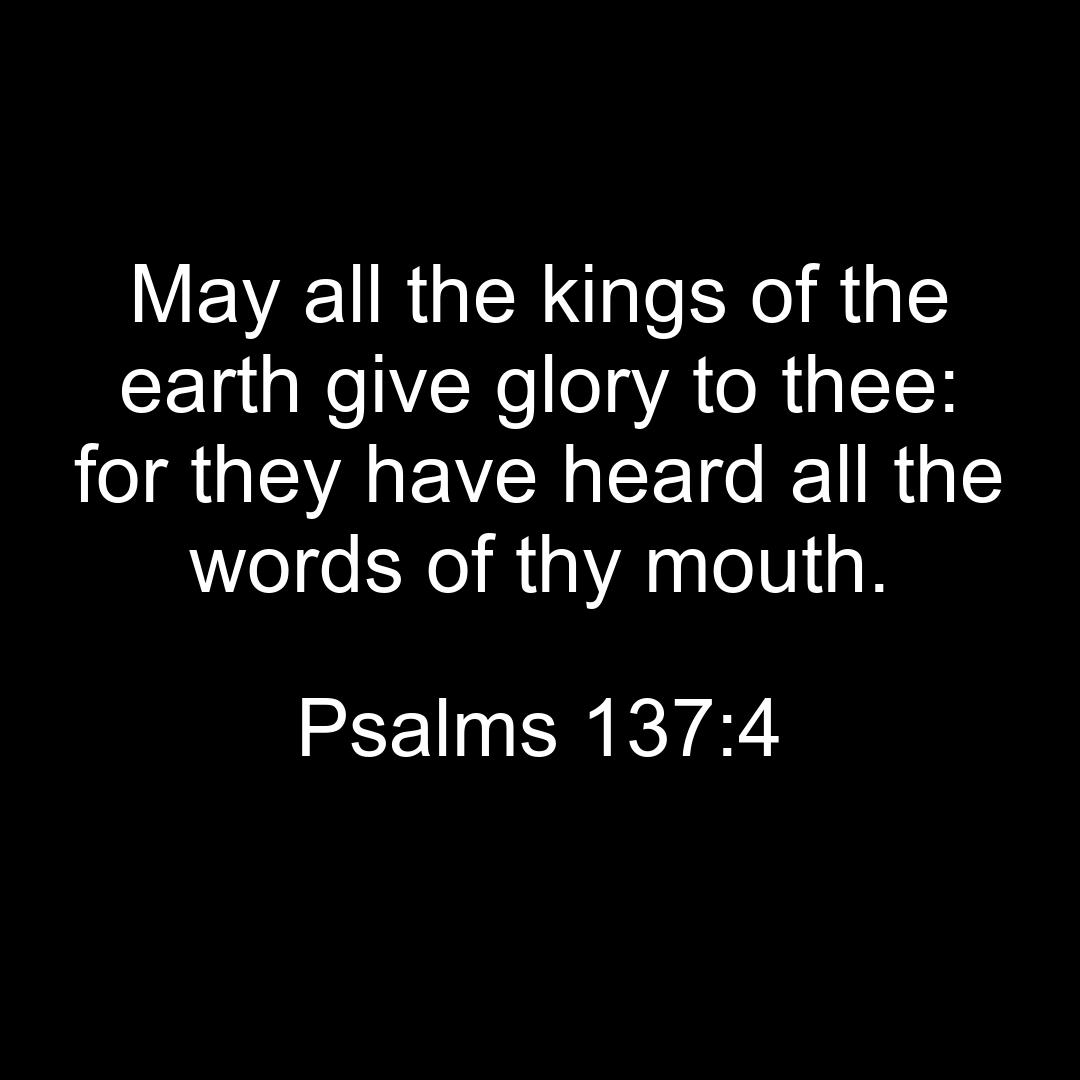 May all the kings of the
earth give glory to thee:
for they have heard all the
words of thy mouth.
Psalms 137:4